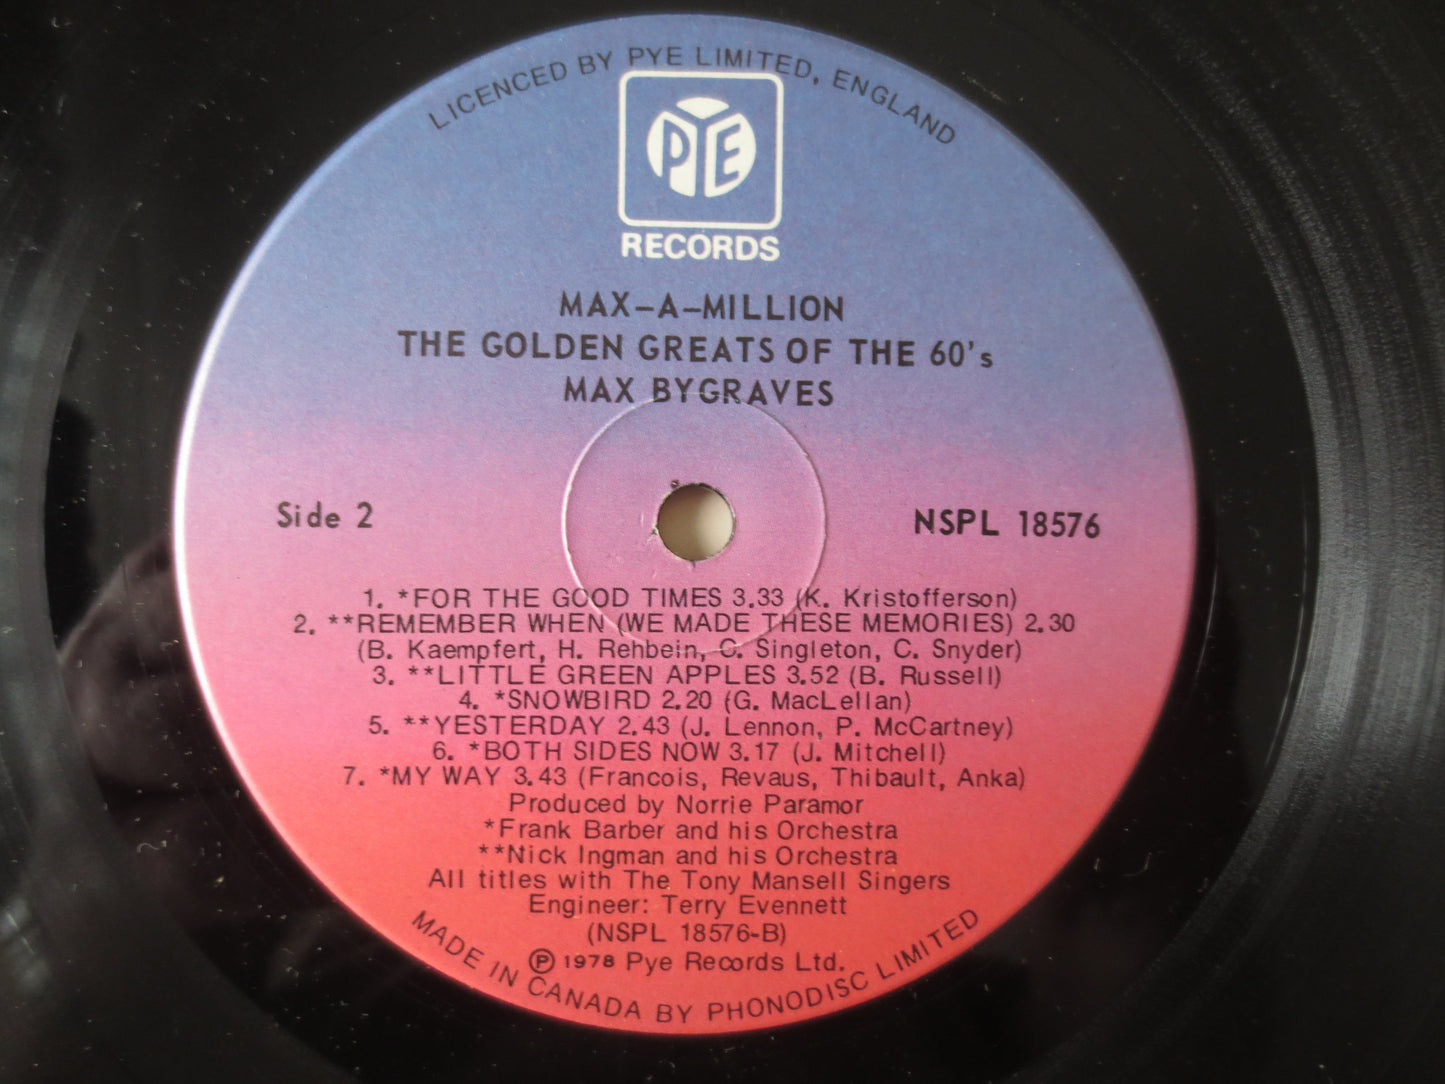 LICENCED BY PYE LIMITED, ENGLAND
PYE
RECORDS
MAX-A-MILLION
THE GOLDEN GREATS OF THE 60's
MAX BYGRAVES
Side 2
NSPL 18576
1. *FOR THE GOOD TIMES 3.33 (K. Kristofferson)
2. **REMEMBER WHEN (WE MADE THESE MEMORIES) 2.30
(B. Kaempfert, H. Rehbein, C. Singleton, C. Snyder)
3. **LITTLE GREEN APPLES 3.52 (B. Russell)
4. *SNOWBIRD 2.20 (G. MacLellan)
5. **YESTERDAY 2.43 (J. Lennon, P. McCartney)
6. *BOTH SIDES NOW 3.17 (J. Mitchell)
7. *MY WAY 3.43 (Francois, Revaus, Thibault, Anka)
Produced by Norrie Paramor
*Frank Barber and his Orchestra
**Nick Ingman and his Orchestra
All titles with The Tony Mansell Singers
Engineer: Terry Evennett
(NSPL 18576-B)
℗ 1978 Pye Records Ltd.
MADE IN CANADA BY PHONODISC LIMITED